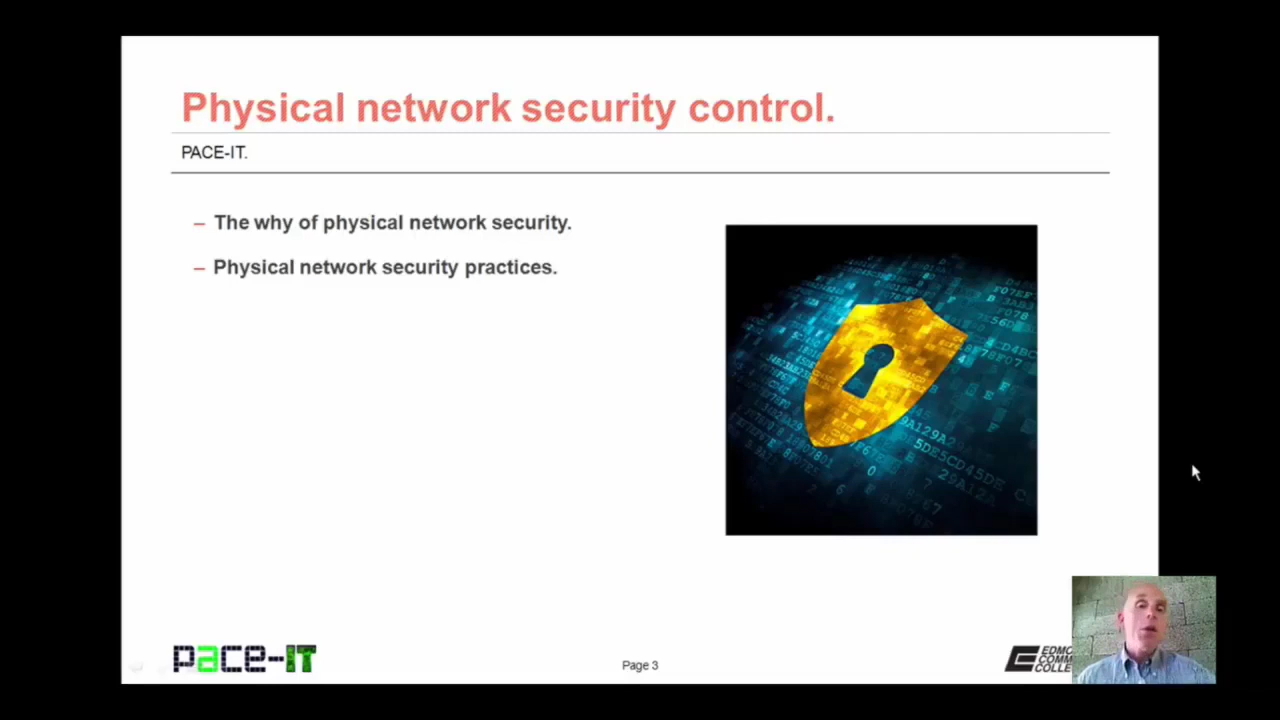 Physical network security control.
PACE-IT.
– The why of physical network security.
– Physical network security practices.
pace-IT
Page 3